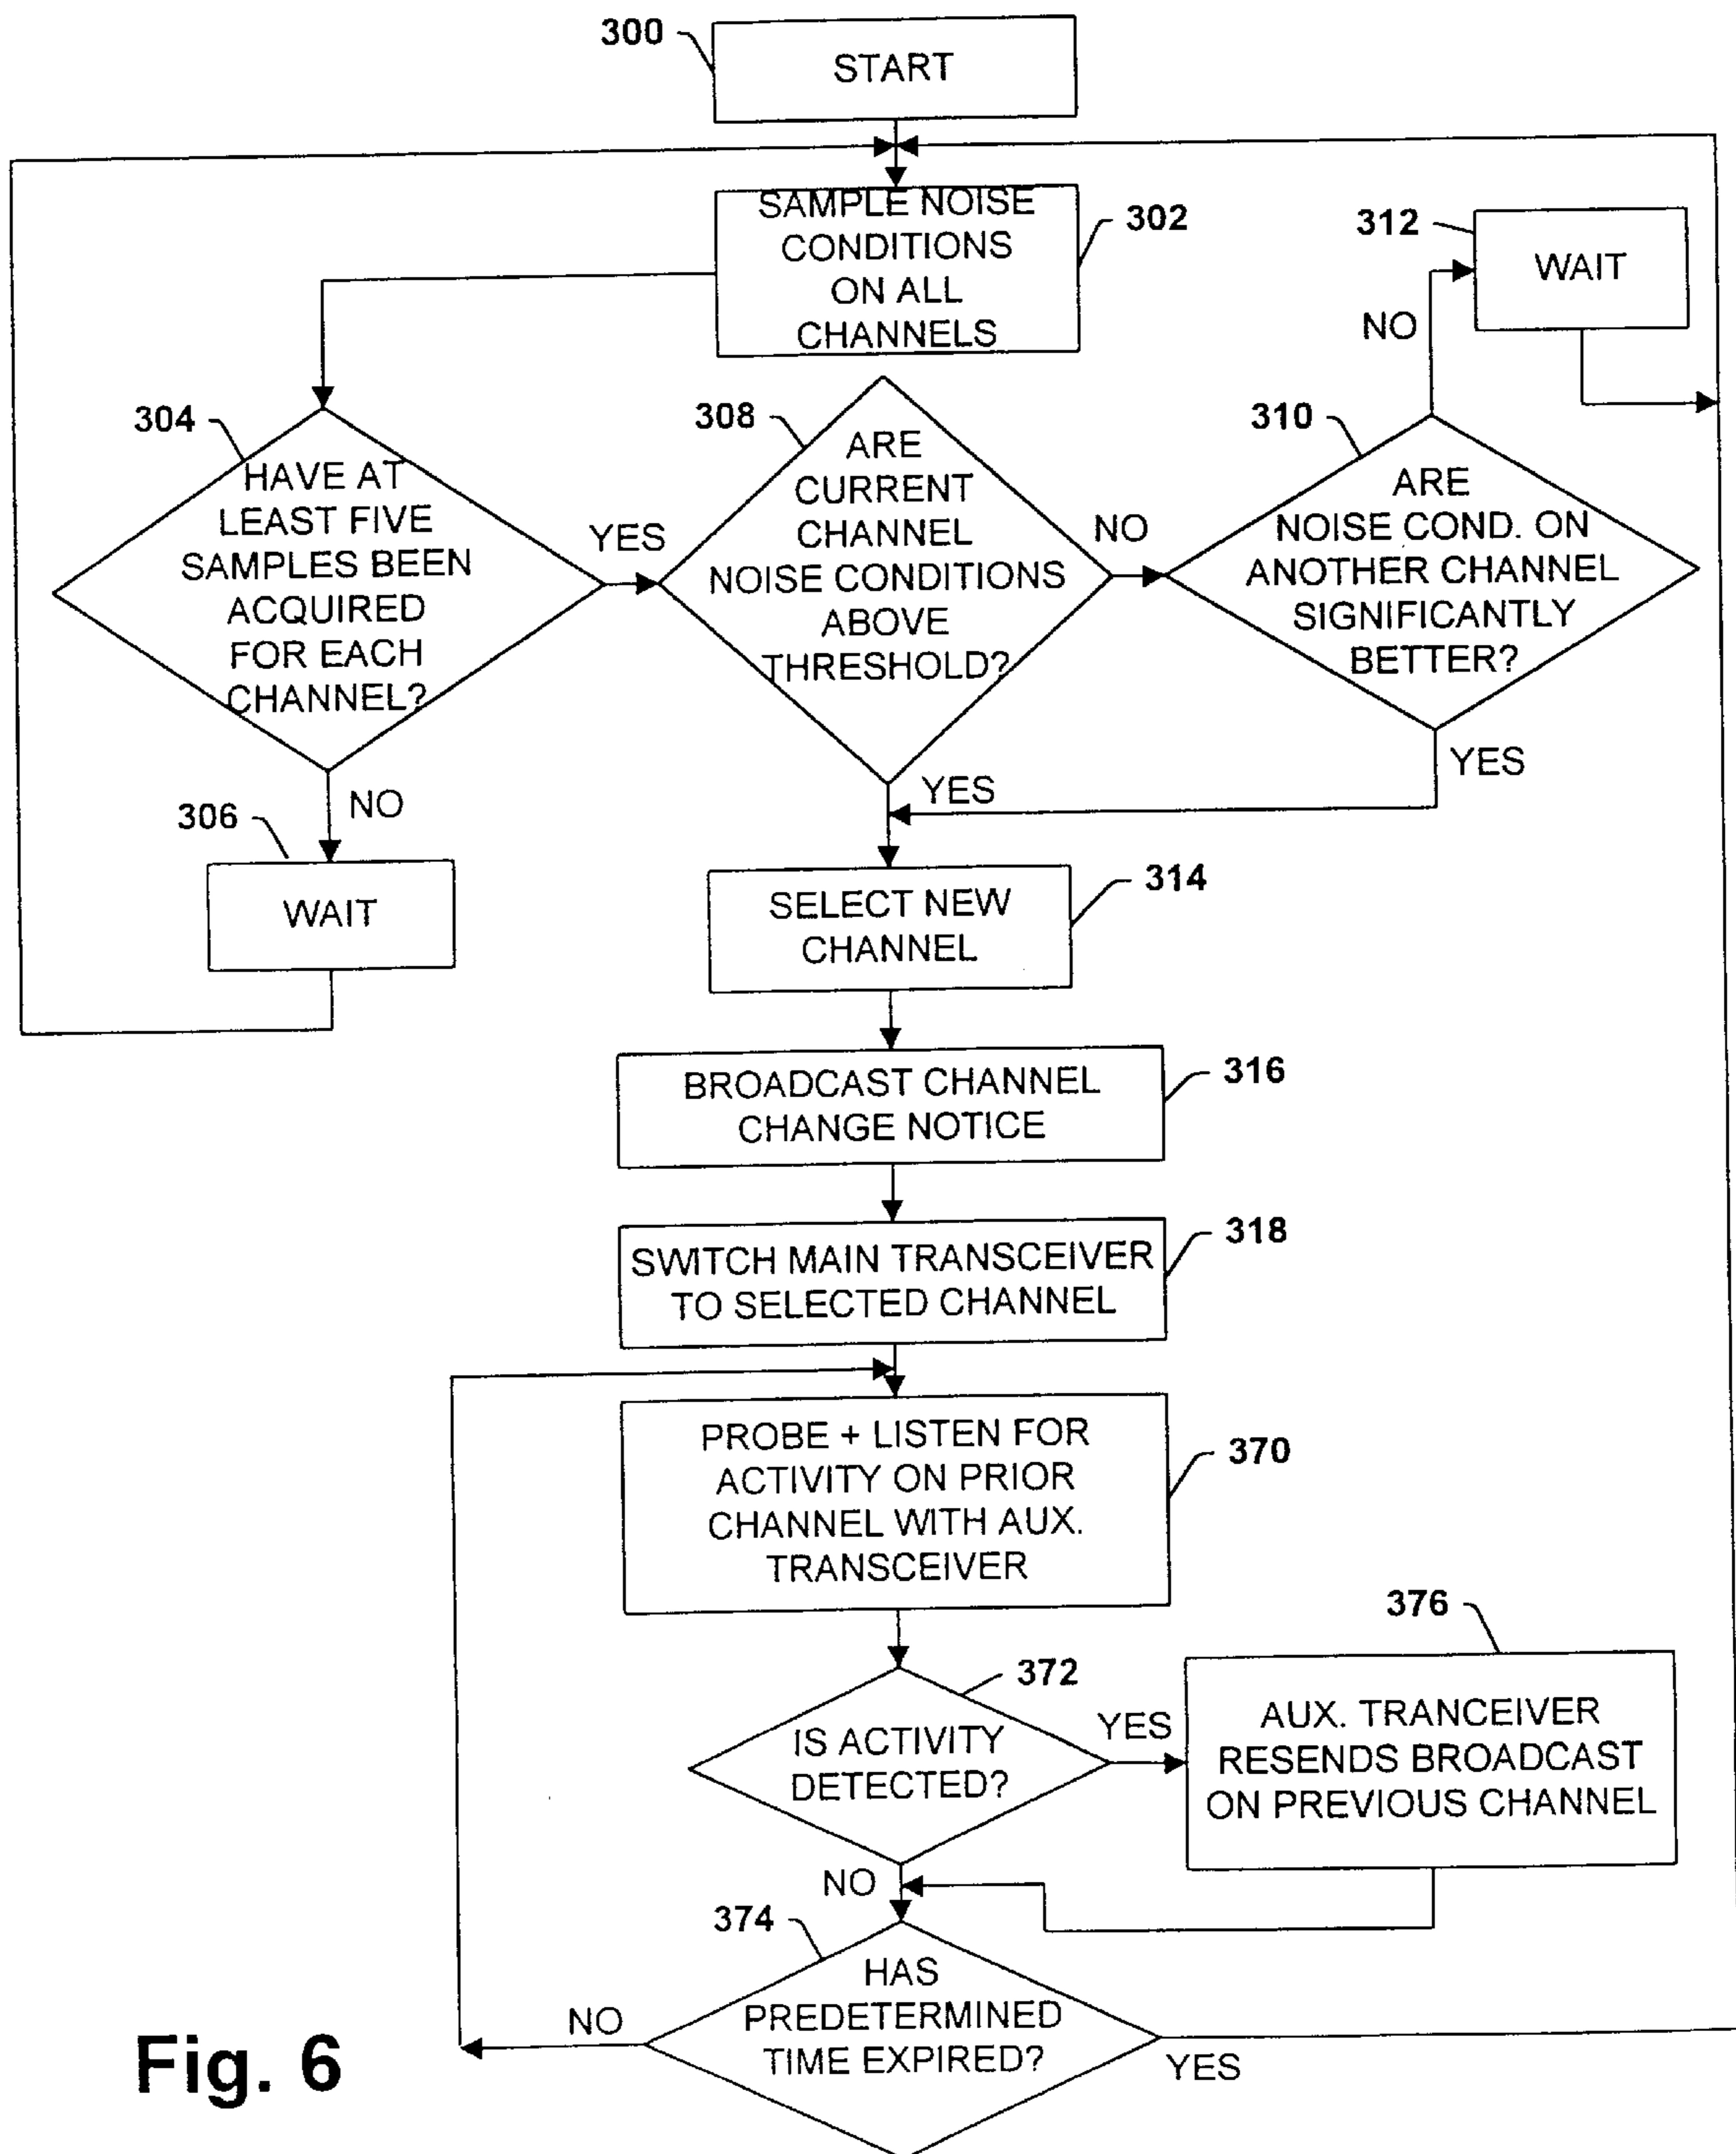 300
START
SAMPLE NOISE
CONDITIONS
ON ALL
CHANNELS
302
312
WAIT
NO
304
HAVE AT
LEAST FIVE
SAMPLES BEEN
ACQUIRED
FOR EACH
CHANNEL?
YES
308
ARE
CURRENT
CHANNEL
NOISE CONDITIONS
ABOVE
THRESHOLD?
NO
310
ARE
NOISE COND. ON
ANOTHER CHANNEL
SIGNIFICANTLY
BETTER?
YES
YES
NO
306
WAIT
SELECT NEW
CHANNEL
314
BROADCAST CHANNEL
CHANGE NOTICE
316
SWITCH MAIN TRANSCEIVER
TO SELECTED CHANNEL
318
PROBE + LISTEN FOR
ACTIVITY ON PRIOR
CHANNEL WITH AUX.
TRANSCEIVER
370
372
IS ACTIVITY
DETECTED?
YES
376
AUX. TRANCEIVER
RESENDS BROADCAST
ON PREVIOUS CHANNEL
NO
374
HAS
PREDETERMINED
TIME EXPIRED?
NO
YES
Fig. 6